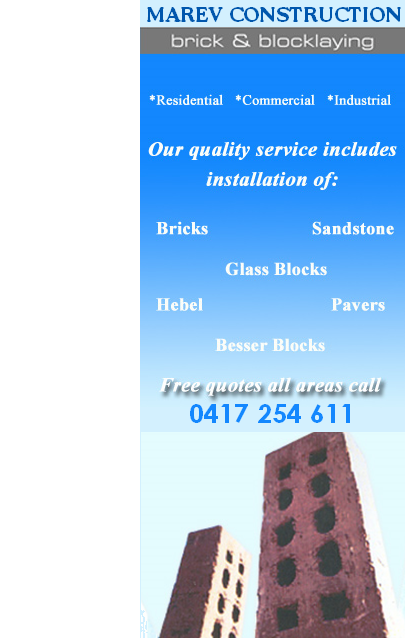 MAREV CONSTRUCTION
brick & blocklaying
*Residential *Commercial *Industrial
Our quality service includes
installation of:
Bricks Sandstone
Glass Blocks
Hebel Pavers
Besser Blocks
Free quotes all areas call
0417 254 611